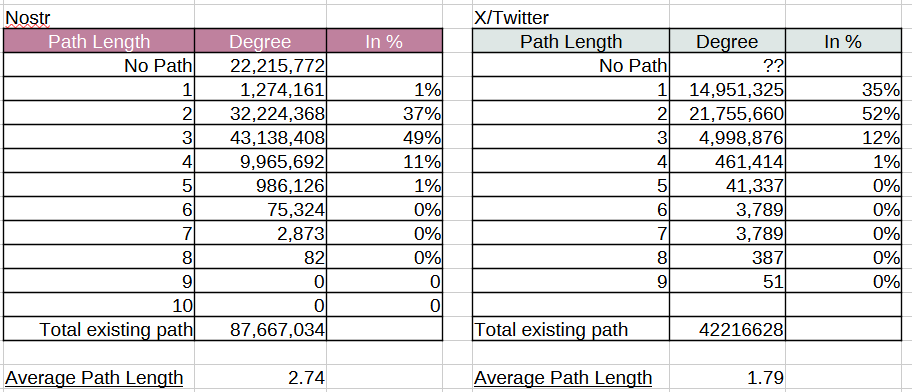 Nostr X/Twitter
Path Length Degree In % Path Length Degree In %
No Path 22,215,772 No Path ??
1 1,274,161 1% 1 14,951,325 35%
2 32,224,368 37% 2 21,755,660 52%
3 43,138,408 49% 3 4,998,876 12%
4 9,965,692 11% 4 461,414 1%
5 986,126 1% 5 41,337 0%
6 75,324 0% 6 3,789 0%
7 2,873 0% 7 3,789 0%
8 82 0% 8 387 0%
9 0 0 9 51 0%
10 0 0
Total existing path 87,667,034 Total existing path 42216628
Average Path Length 2.74 Average Path Length 1.79